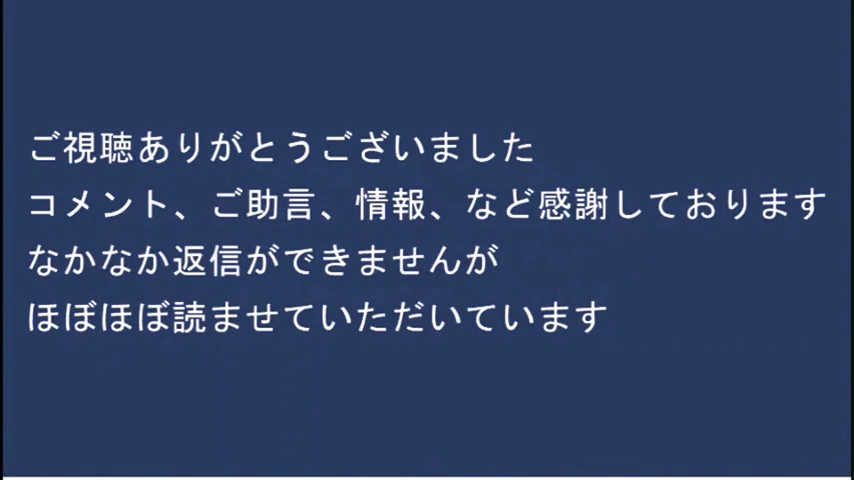 ご視聴ありがとうございました
コメント、ご助言、情報、など感謝しております
なかなか返信ができませんが
ほぼほぼ読ませていただいています